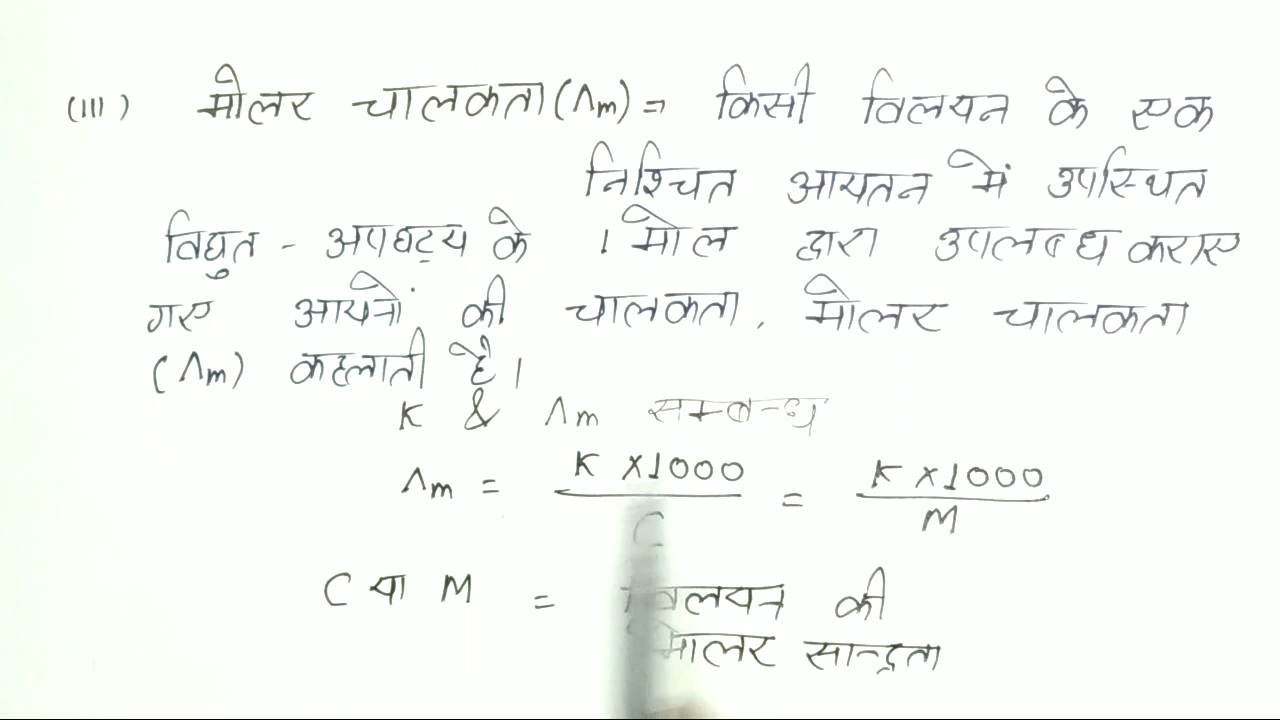 (III) मोलर चालकता (Λm) = किसी विलयन के एक
निश्चित आयतन में उपस्थित
विद्युत - अपघट्य के 1 मोल द्वारा उपलब्ध कराए
गए आयनों की चालकता, मोलर चालकता
(Λm) कहलाती है।
K & Λm सम्बन्ध
Λm = K ×1000 / C = K ×1000 / M
C या M = विलयन की
मोलर सान्द्रता